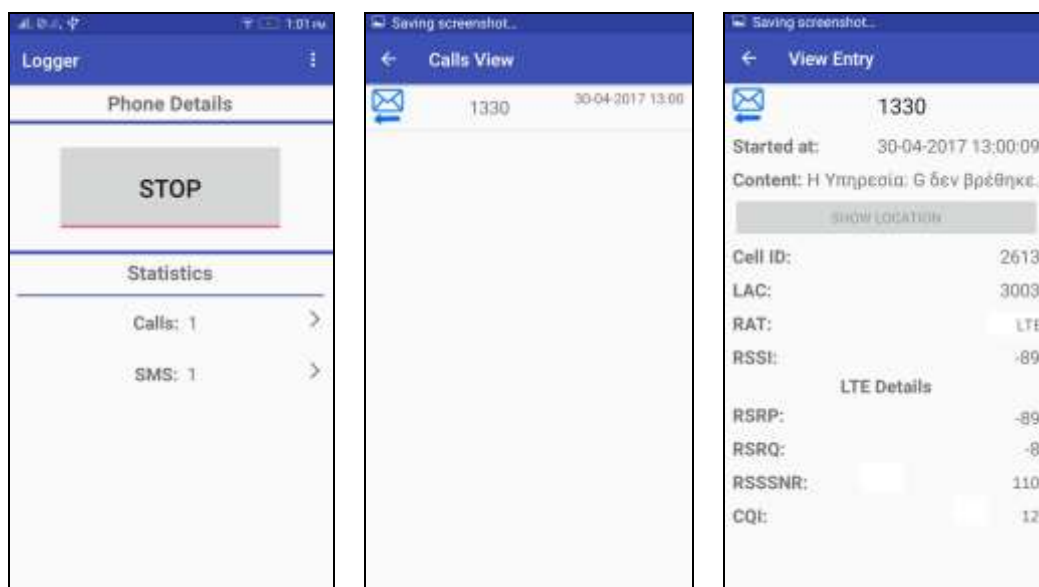 1:01 PM
Logger
Phone Details
STOP
Statistics
Calls: 1
SMS: 1
Saving screenshot...
Calls View
1330 30-04-2017 13:00
Saving screenshot...
View Entry
1330
Started at: 30-04-2017 13:00:09
Content: Η Υπηρεσία: G δεν βρέθηκε.
SHOW LOCATION
Cell ID: 2613
LAC: 3003
RAT: LTE
RSSI: -89
LTE Details
RSRP: -89
RSRQ: -8
RSSSNR: 110
CQI: 12